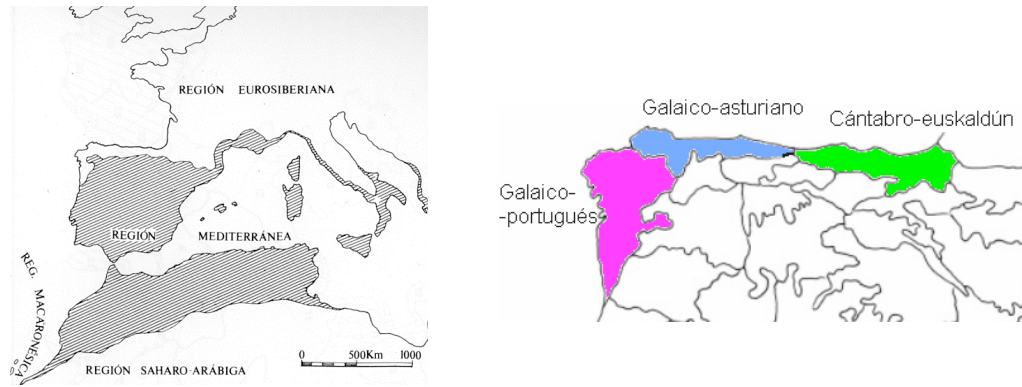 REGIÓN EUROSIBERIANA
REGIÓN MEDITERRÁNEA
REG. MACARONÉSICA
0 500Km 1000
REGIÓN SAHARO-ARÁBIGA
Galaico-asturiano
Cántabro-euskaldún
Galaico-
-portugués